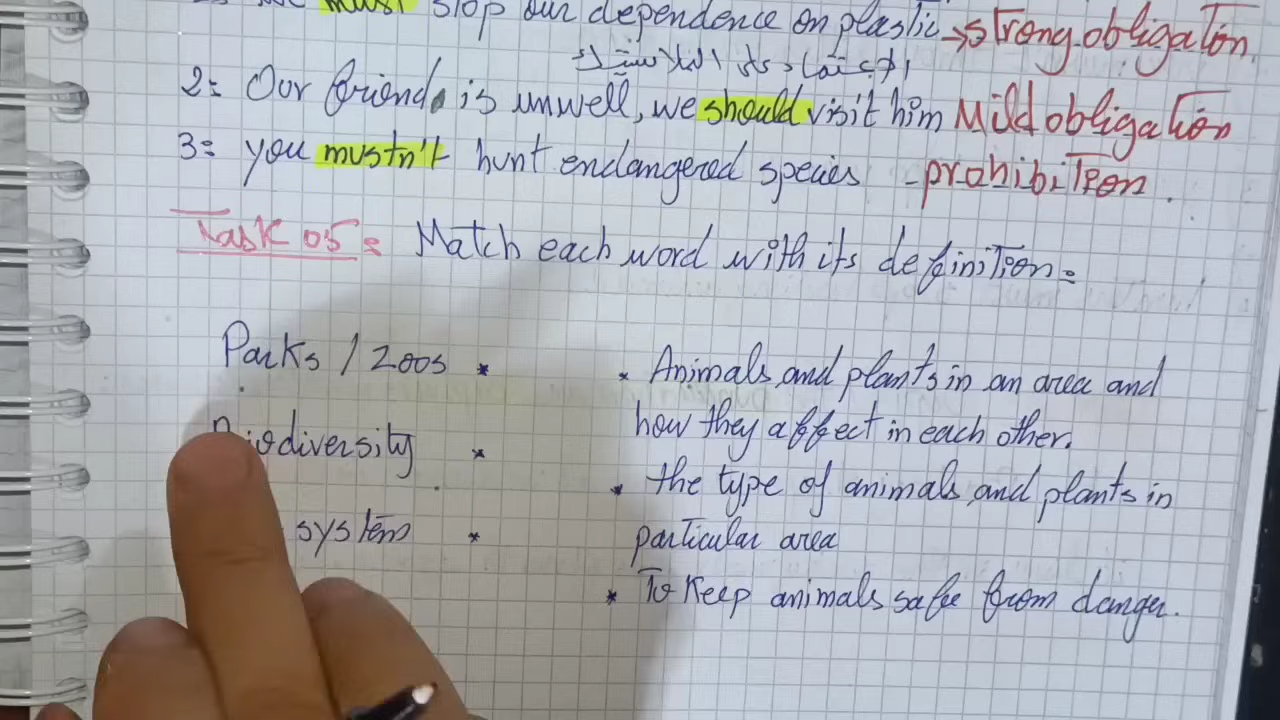 must stop our dependence on plastic → strong obligation
2: Our friend is unwell, we should visit him Mild obligation
3: you mustn't hunt endangered species - prohibition.
Task 05: Match each word with its definition:
Parks / Zoos * * Animals and plants in an area and
how they affect in each other.
Biodiversity * * the type of animals and plants in
particular area
system * * To Keep animals safe from danger.